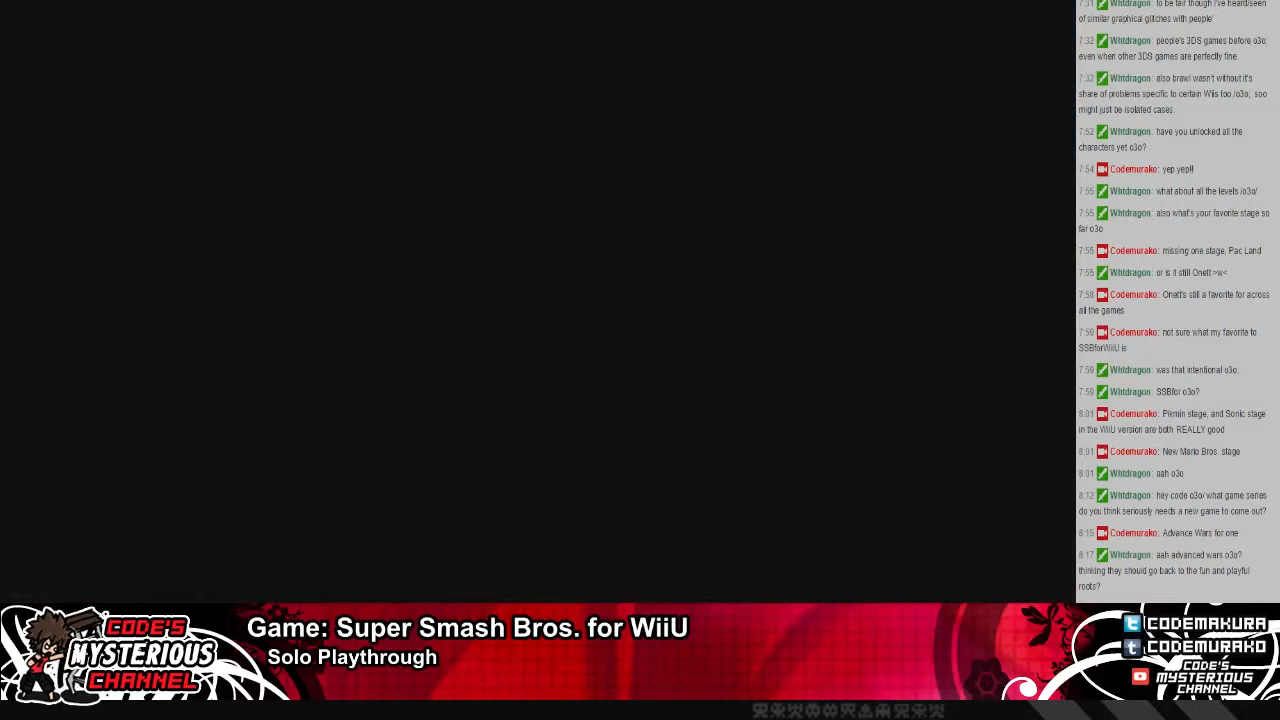 7:31 Whtdragon: to be fair though I've heard/seen
of similar graphical glitches with people'
7:32 Whtdragon: people's 3DS games before o3o;
even when other 3DS games are perfectly fine.
7:32 Whtdragon: also brawl wasn't without it's
share of problems specific to certain Wiis too /o3o; soo
might just be isolated cases.
7:52 Whtdragon: have you unlocked all the
characters yet o3o?
7:54 Codemurako: yep yep!!
7:55 Whtdragon: what about all the levels /o3o/
7:55 Whtdragon: also what's your favorite stage so
far o3o
7:55 Codemurako: missing one stage, Pac Land
7:55 Whtdragon: or is it still Onett >w<
7:58 Codemurako: Onett's still a favorite for across
all the games
7:59 Codemurako: not sure what my favorite to
SSBforWiiU is
7:59 Whtdragon: was that intentional o3o;
7:59 Whtdragon: SSBfor o3o?
8:01 Codemurako: Pikmin stage, and Sonic stage
in the WiiU version are both REALLY good
8:01 Codemurako: New Mario Bros. stage
8:01 Whtdragon: aah o3o
8:12 Whtdragon: hey code o3o/ what game series
do you think seriously needs a new game to come out?
8:15 Codemurako: Advance Wars for one
8:17 Whtdragon: aah advanced wars o3o?
thinking they should go back to the fun and playful
roots?
CODE'S
MYSTERIOUS
CHANNEL
Game: Super Smash Bros. for WiiU
Solo Playthrough
CODEMAKURA
CODEMURAKO
CODE'S
MYSTERIOUS
CHANNEL